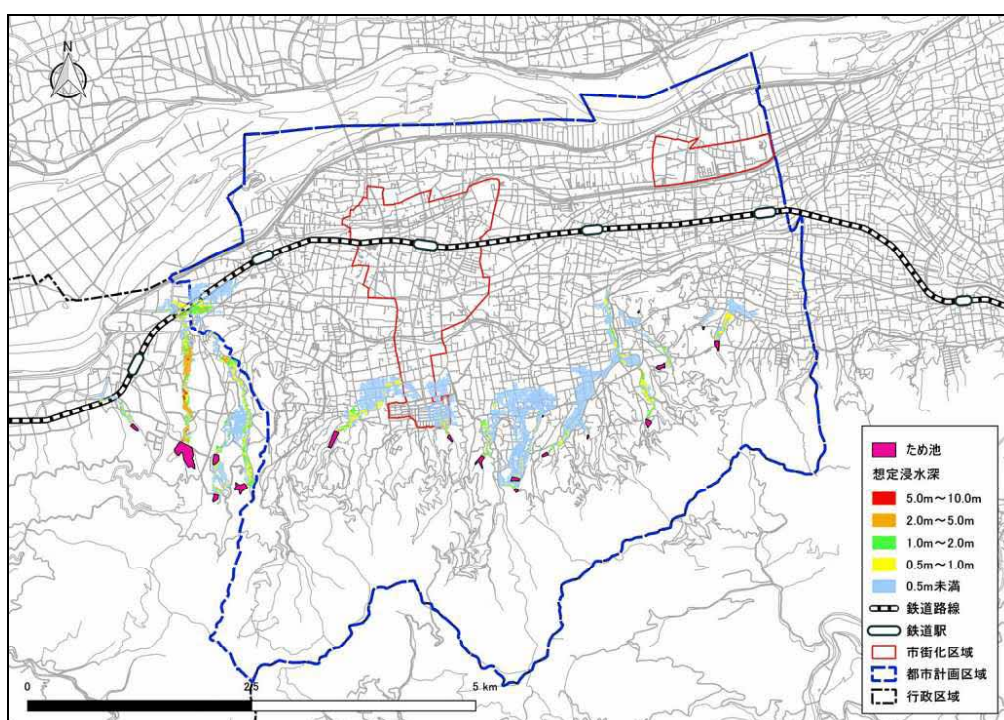 N
ため池
想定浸水深
5.0m~10.0m
2.0m~5.0m
1.0m~2.0m
0.5m~1.0m
0.5m未満
鉄道路線
鉄道駅
市街化区域
都市計画区域
行政区域
0 2.5 5 km